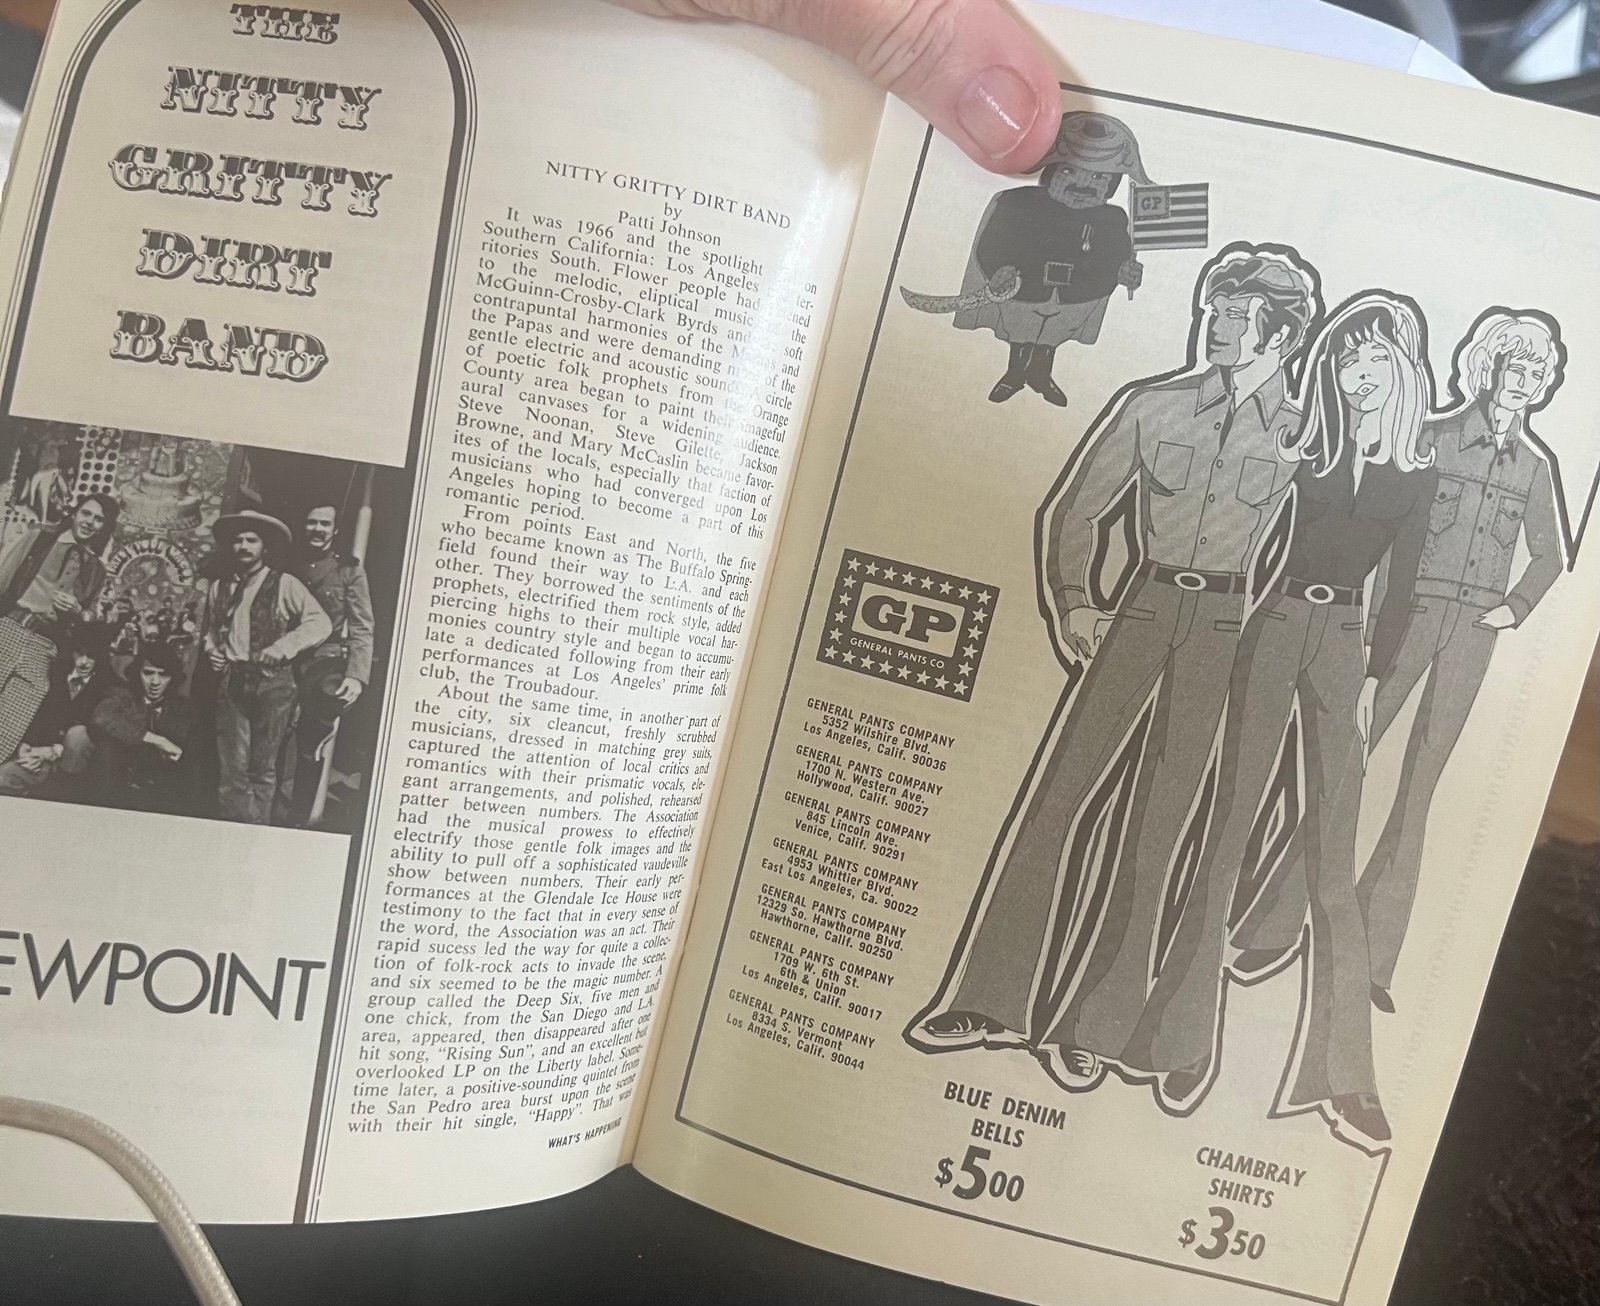 THE
NITTY
GRITTY
DIRT
BAND
EWPOINT
NITTY GRITTY DIRT BAND
by
Patti Johnson
It was 1966 and the spotlight on
Southern California: Los Angeles ter-
ritories South. Flower people had
to the melodic, eliptical music of the
McGuinn-Crosby-Clark Byrds and soft
contrapuntal harmonies of the and
the Papas and were demanding of the
gentle electric and acoustic sounds. A circle
of poetic folk prophets from the Orange
County area began to paint their imageful
aural canvases for a widening audience.
Steve Noonan, Steve Gilette, Jackson
Browne, and Mary McCaslin became favor-
ites of the locals, especially that faction of
musicians who had converged upon Los
Angeles hoping to become a part of this
romantic period.
From points East and North, the five
who became known as The Buffalo Spring-
field found their way to L.A. and each
other. They borrowed the sentiments of the
prophets, electrified them rock style, added
piercing highs to their multiple vocal har-
monies country style and began to accumu-
late a dedicated following from their early
performances at Los Angeles' prime folk
club, the Troubadour.
About the same time, in another part of
the city, six cleancut, freshly scrubbed
musicians, dressed in matching grey suits,
captured the attention of local critics and
romantics with their prismatic vocals, ele-
gant arrangements, and polished, rehearsed
patter between numbers. The Association
had the musical prowess to effectively
electrify those gentle folk images and the
ability to pull off a sophisticated vaudeville
show between numbers. Their early per-
formances at the Glendale Ice House were
testimony to the fact that in every sense of
the word, the Association was an act. Their
rapid sucess led the way for quite a collec-
tion of folk-rock acts to invade the scene,
and six seemed to be the magic number. A
group called the Deep Six, five men and
one chick, from the San Diego and L.A.
area, appeared, then disappeared after one
hit song, "Rising Sun", and an excellent but
overlooked LP on the Liberty label. Some-
time later, a positive-sounding quintet from
the San Pedro area burst upon the scene
with their hit single, "Happy". That was
WHAT'S HAPPENING
GP
GP
GENERAL PANTS CO
GENERAL PANTS COMPANY
5352 Wilshire Blvd.
Los Angeles, Calif. 90036
GENERAL PANTS COMPANY
1700 N. Western Ave.
Hollywood, Calif. 90027
GENERAL PANTS COMPANY
845 Lincoln Ave.
Venice, Calif. 90291
GENERAL PANTS COMPANY
4953 Whittier Blvd.
East Los Angeles, Ca. 90022
GENERAL PANTS COMPANY
12329 So. Hawthorne Blvd.
Hawthorne, Calif. 90250
GENERAL PANTS COMPANY
1709 W. 6th St.
6th & Union
Los Angeles, Calif. 90017
GENERAL PANTS COMPANY
8334 S. Vermont
Los Angeles, Calif. 90044
BLUE DENIM
BELLS
$5.00
CHAMBRAY
SHIRTS
$3.50